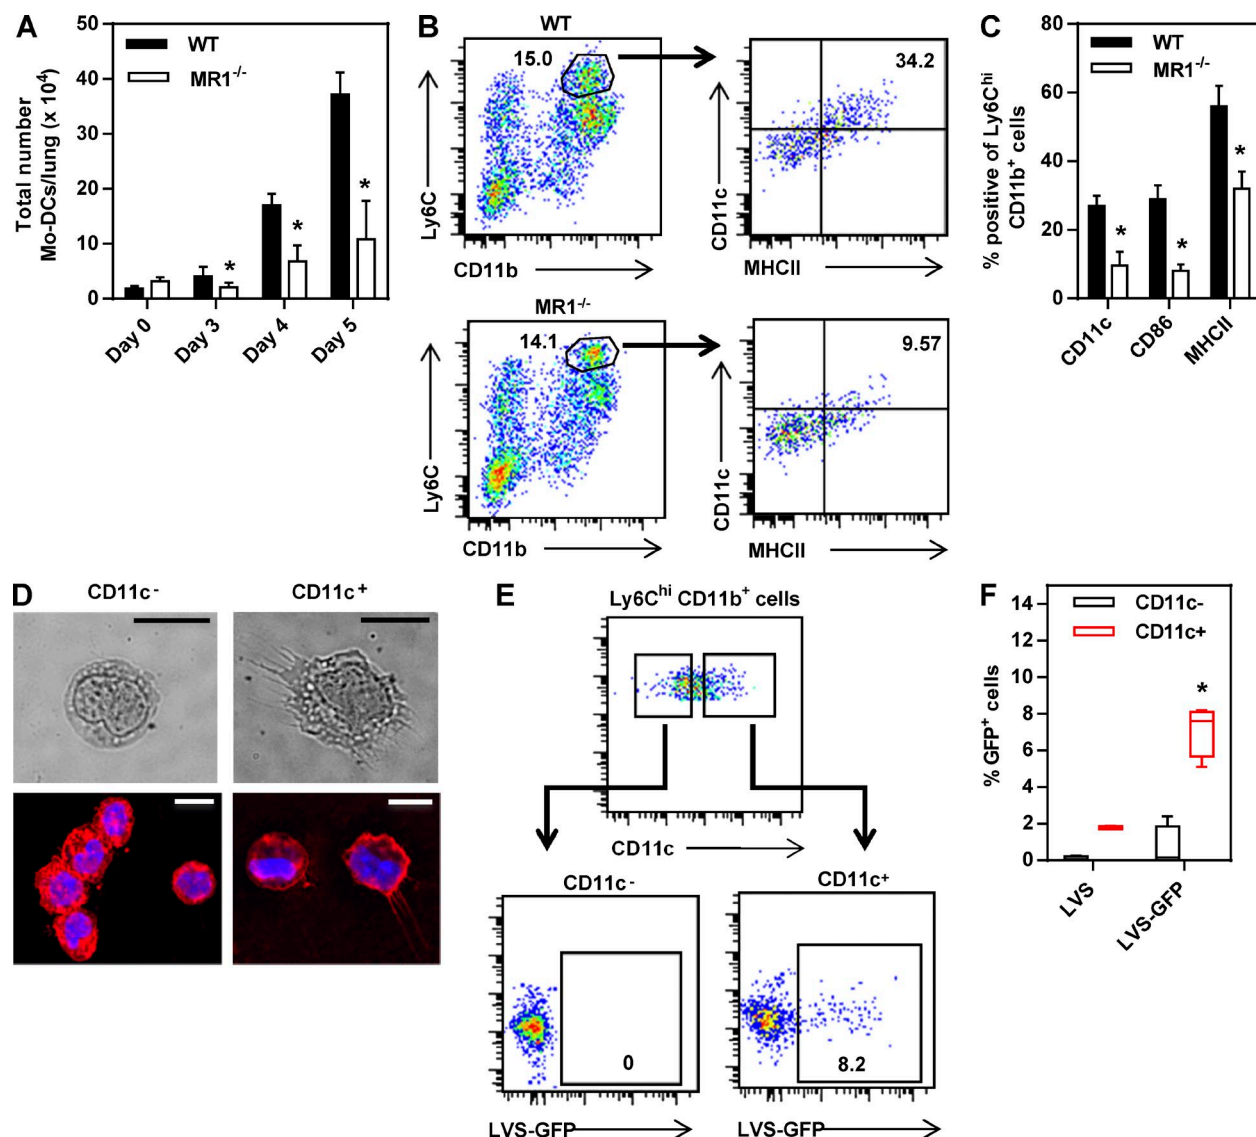 A
50
40
30
20
10
0
Total number
Mo-DCs/lung (x 10⁴)
WT
MR1⁻/⁻
*
*
*
Day 0
Day 3
Day 4
Day 5
B
WT
15.0
Ly6C
CD11b
34.2
CD11c
MHCII
MR1⁻/⁻
14.1
Ly6C
CD11b
9.57
CD11c
MHCII
C
80
60
40
20
0
% positive of Ly6Cʰⁱ
CD11b⁺ cells
WT
MR1⁻/⁻
*
*
*
CD11c
CD86
MHCII
D
CD11c⁻
CD11c⁺
E
Ly6Cʰⁱ CD11b⁺ cells
CD11c
CD11c⁻
CD11c⁺
0
8.2
LVS-GFP
LVS-GFP
F
14
12
10
8
6
4
2
0
% GFP⁺ cells
CD11c-
CD11c+
*
LVS
LVS-GFP